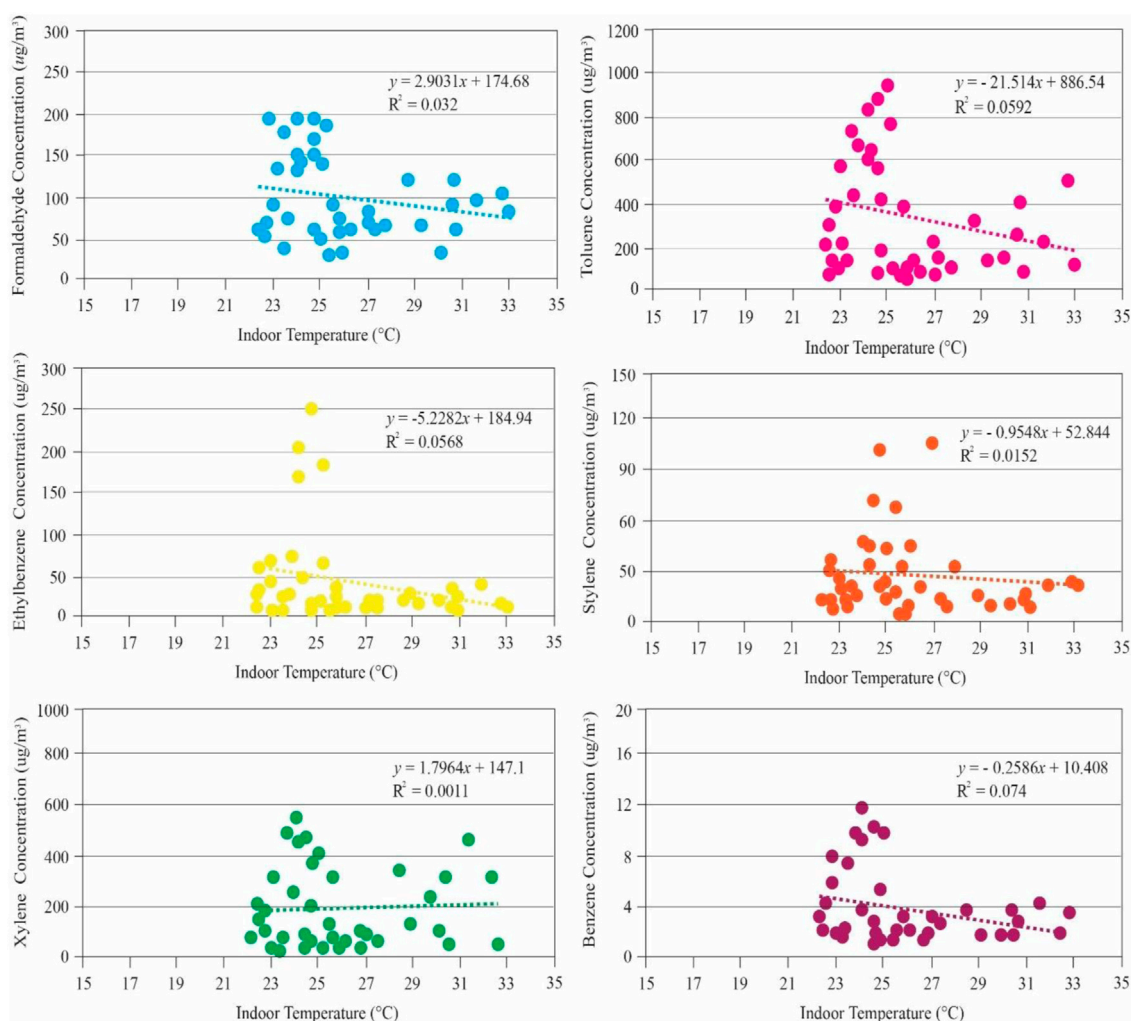 Formaldehyde Concentration (ug/m³)
300
250
200
150
100
50
0
y = 2.9031x + 174.68
R² = 0.032
15 17 19 21 23 25 27 29 31 33 35
Indoor Temperature (°C)
Toluene Concentration (ug/m³)
1200
1000
800
600
400
200
0
y = - 21.514x + 886.54
R² = 0.0592
15 17 19 21 23 25 27 29 31 33 35
Indoor Temperature (°C)
Ethylbenzene Concentration (ug/m³)
300
250
200
150
100
50
0
y = -5.2282x + 184.94
R² = 0.0568
15 17 19 21 23 25 27 29 31 33 35
Indoor Temperature (°C)
Stylene Concentration (ug/m³)
150
120
90
60
50
0
y = - 0.9548x + 52.844
R² = 0.0152
15 17 19 21 23 25 27 29 31 33 35
Indoor Temperature (°C)
Xylene Concentration (ug/m³)
1000
800
600
400
200
0
y = 1.7964x + 147.1
R² = 0.0011
15 17 19 21 23 25 27 29 31 33 35
Indoor Temperature (°C)
Benzene Concentration (ug/m³)
20
16
12
8
4
0
y = - 0.2586x + 10.408
R² = 0.074
15 17 19 21 23 25 27 29 31 33 35
Indoor Temperature (°C)